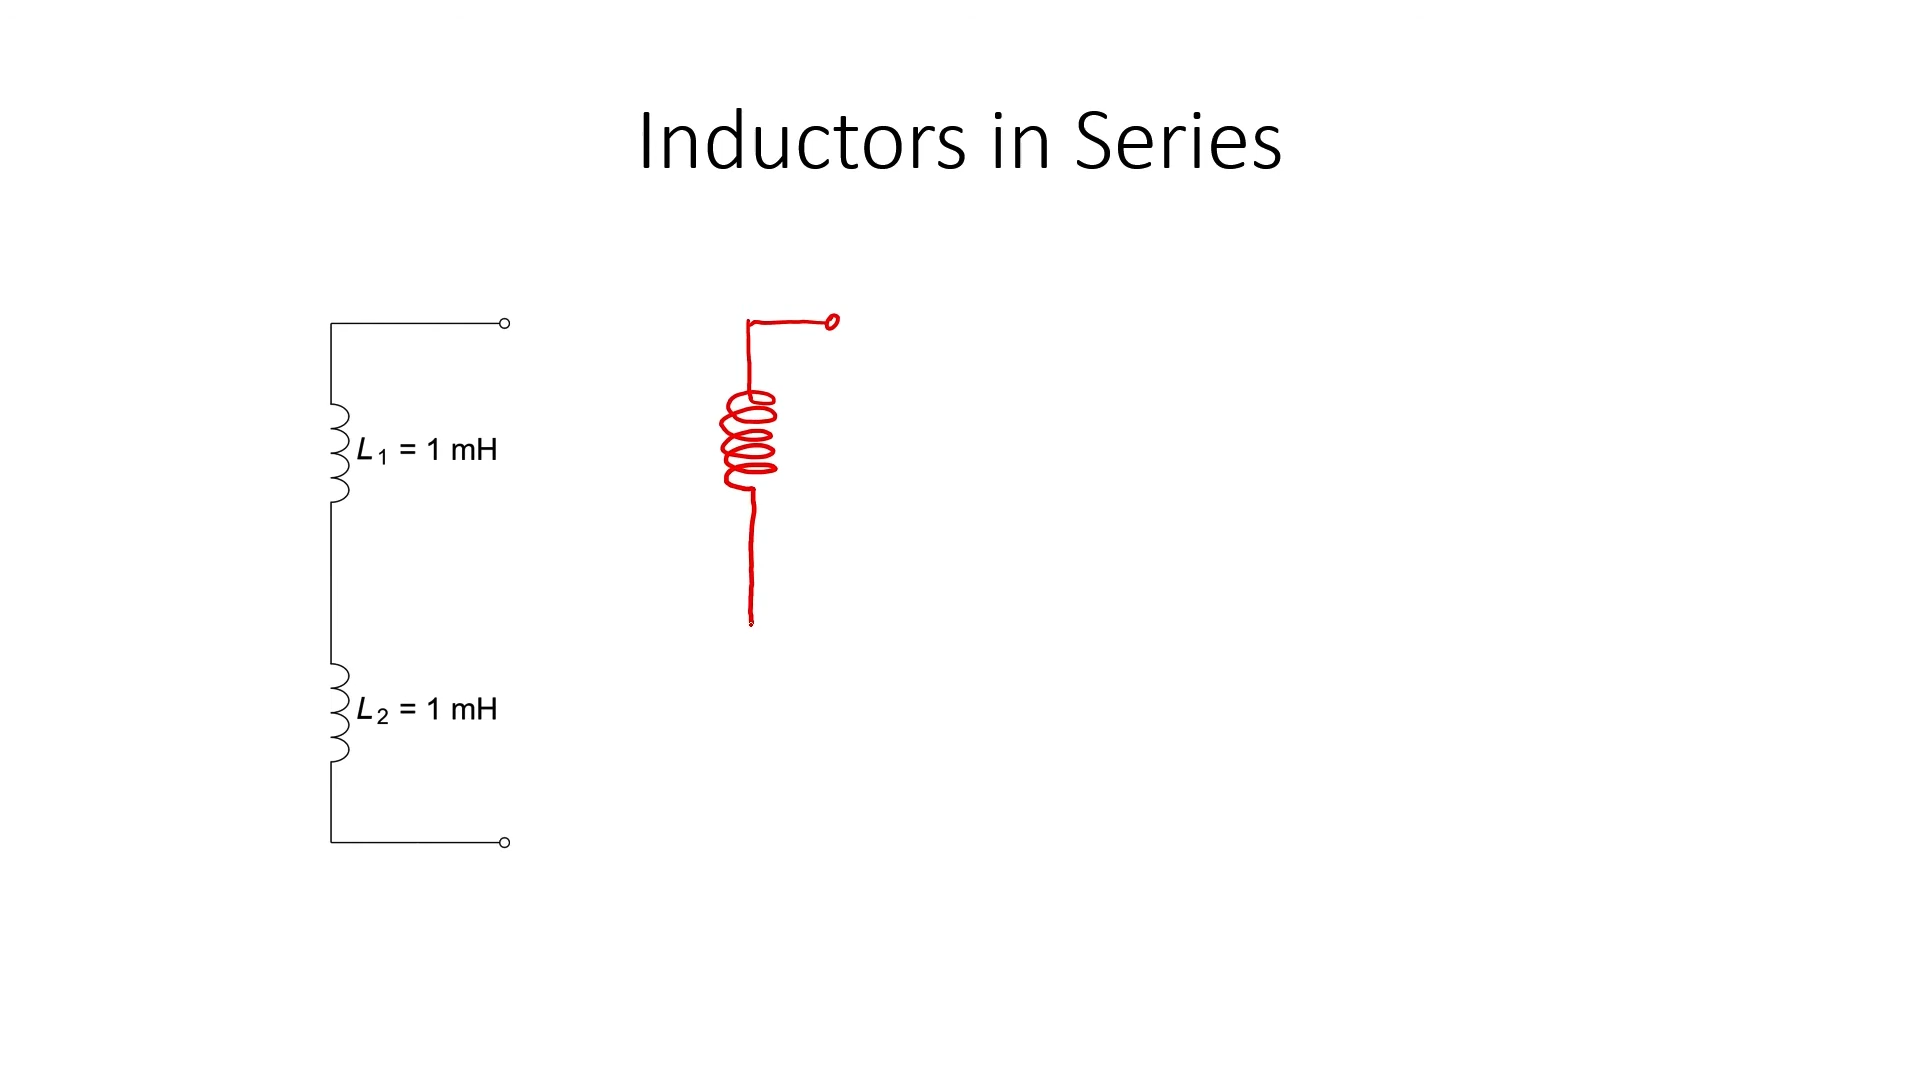 Inductors in Series
L₁ = 1 mH
L₂ = 1 mH